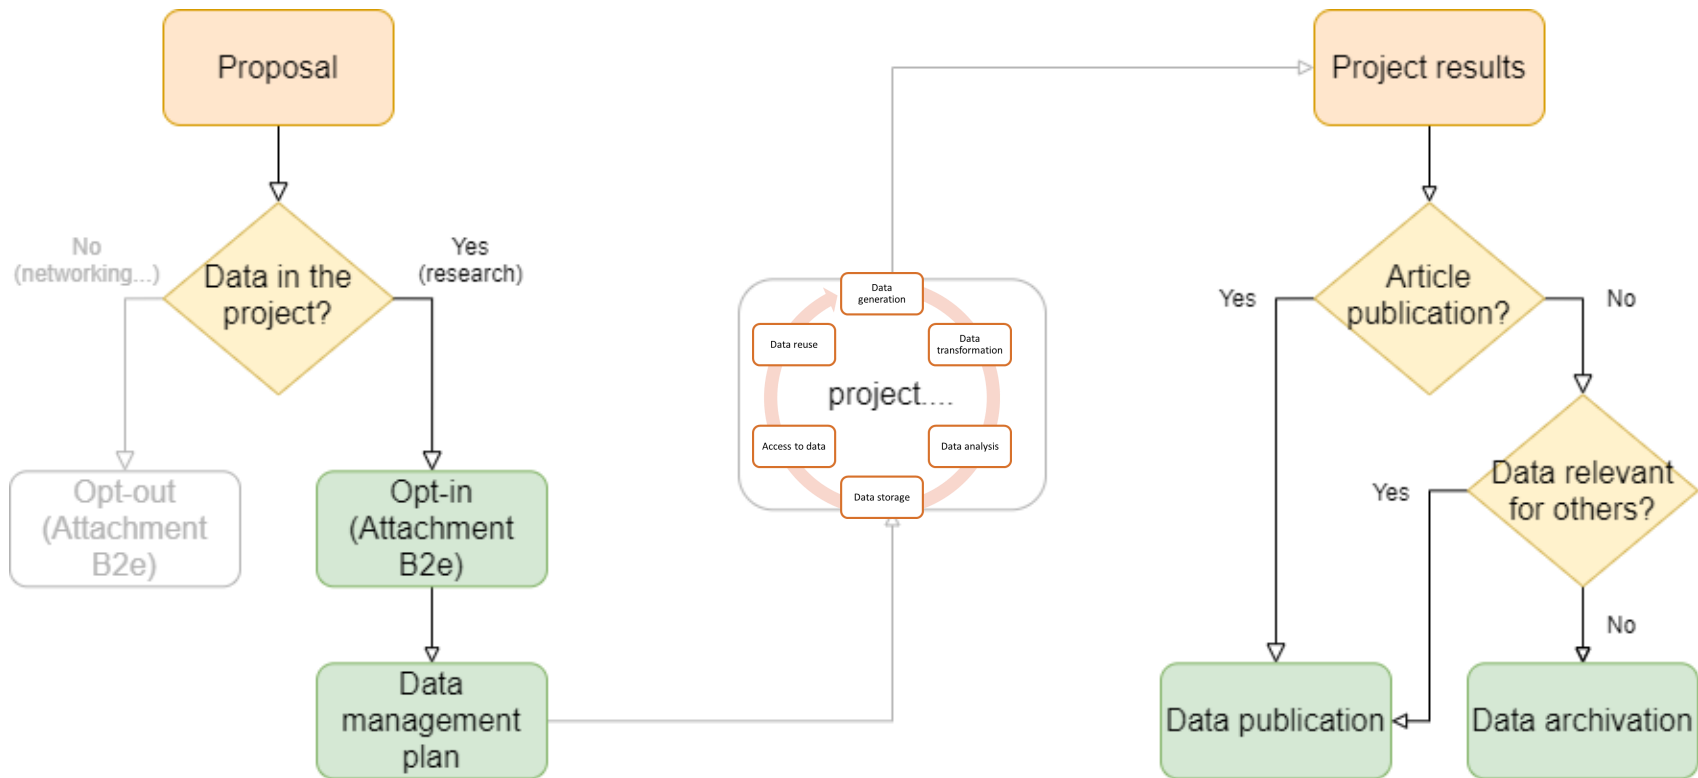 Proposal
Data in the
project?
No
(networking...)
Yes
(research)
Opt-out
(Attachment
B2e)
Opt-in
(Attachment
B2e)
Data
management
plan
Data
generation
Data
transformation
Data analysis
Data storage
Access to data
Data reuse
project....
Project results
Article
publication?
Yes
No
Data relevant
for others?
Yes
No
Data publication
Data archivation